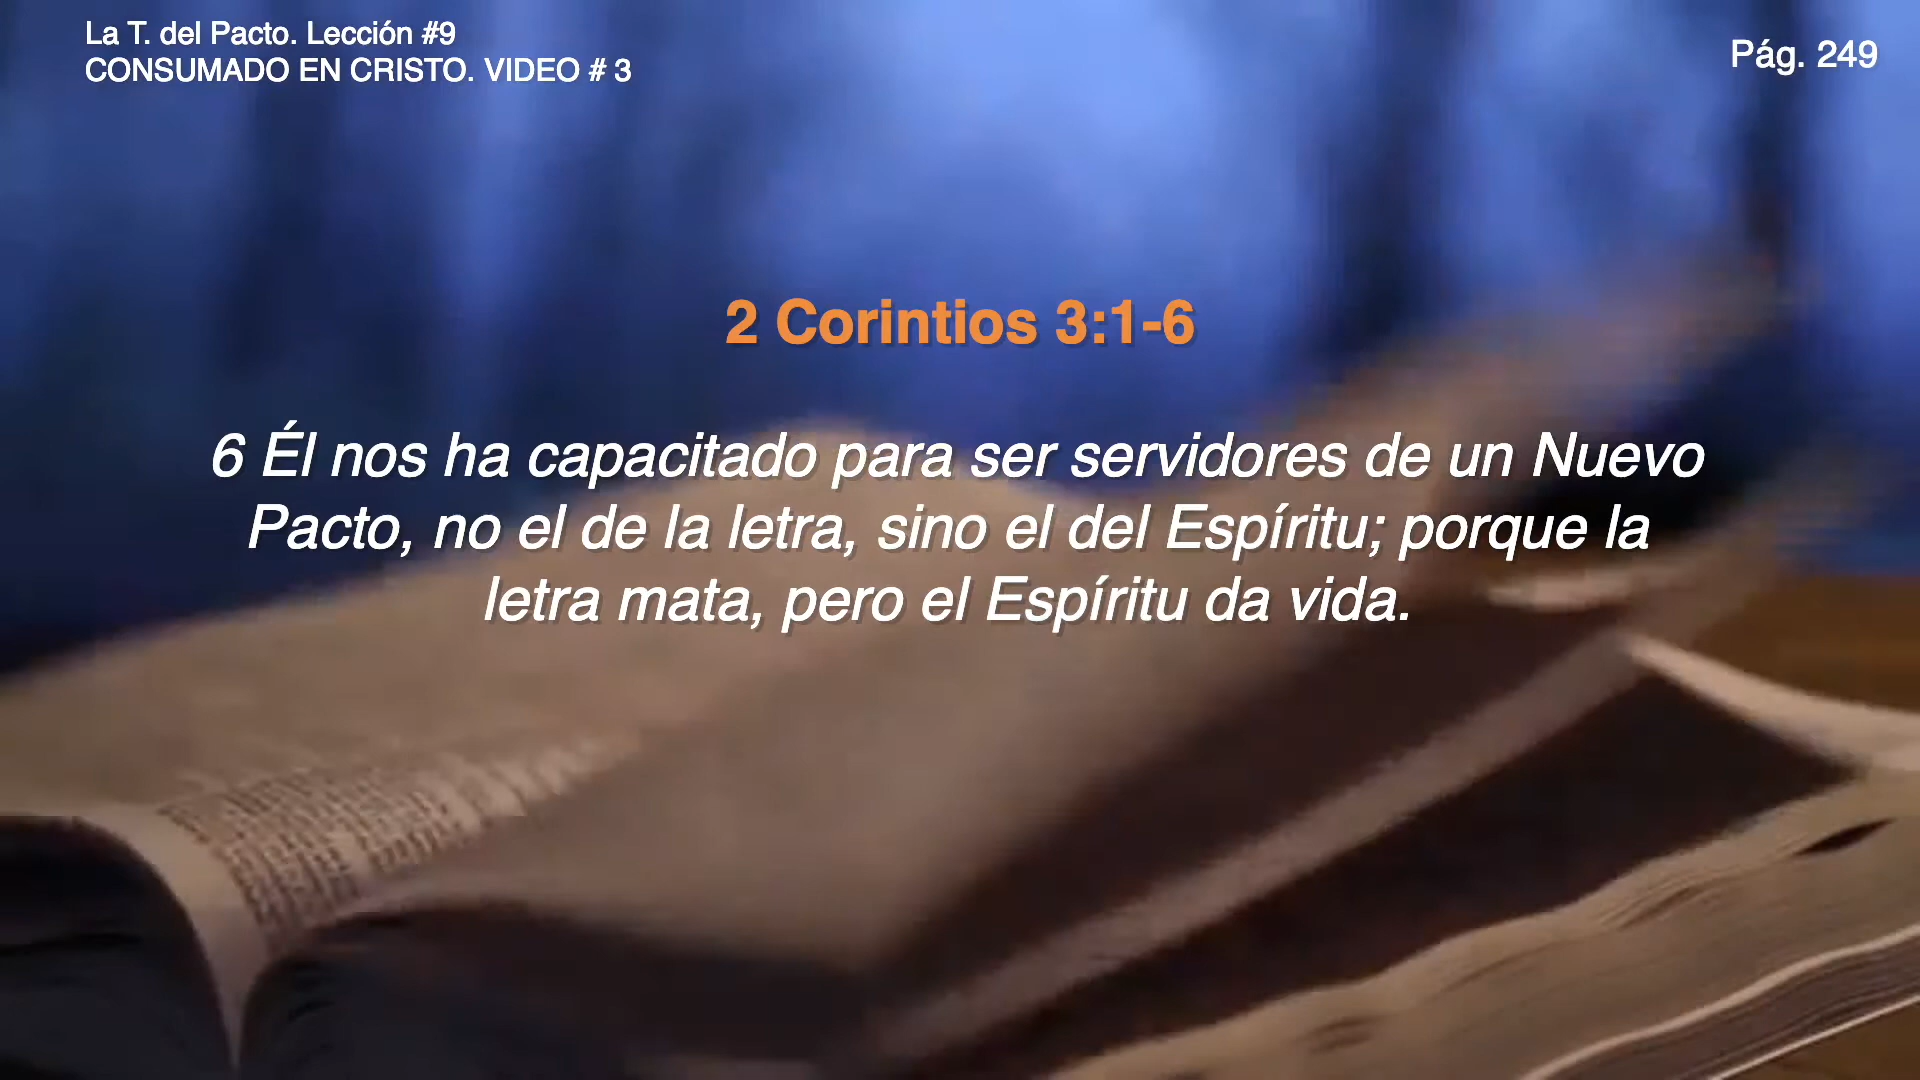 La T. del Pacto. Lección #9
CONSUMADO EN CRISTO. VIDEO # 3
Pág. 249
2 Corintios 3:1-6
6 Él nos ha capacitado para ser servidores de un Nuevo
Pacto, no el de la letra, sino el del Espíritu; porque la
letra mata, pero el Espíritu da vida.